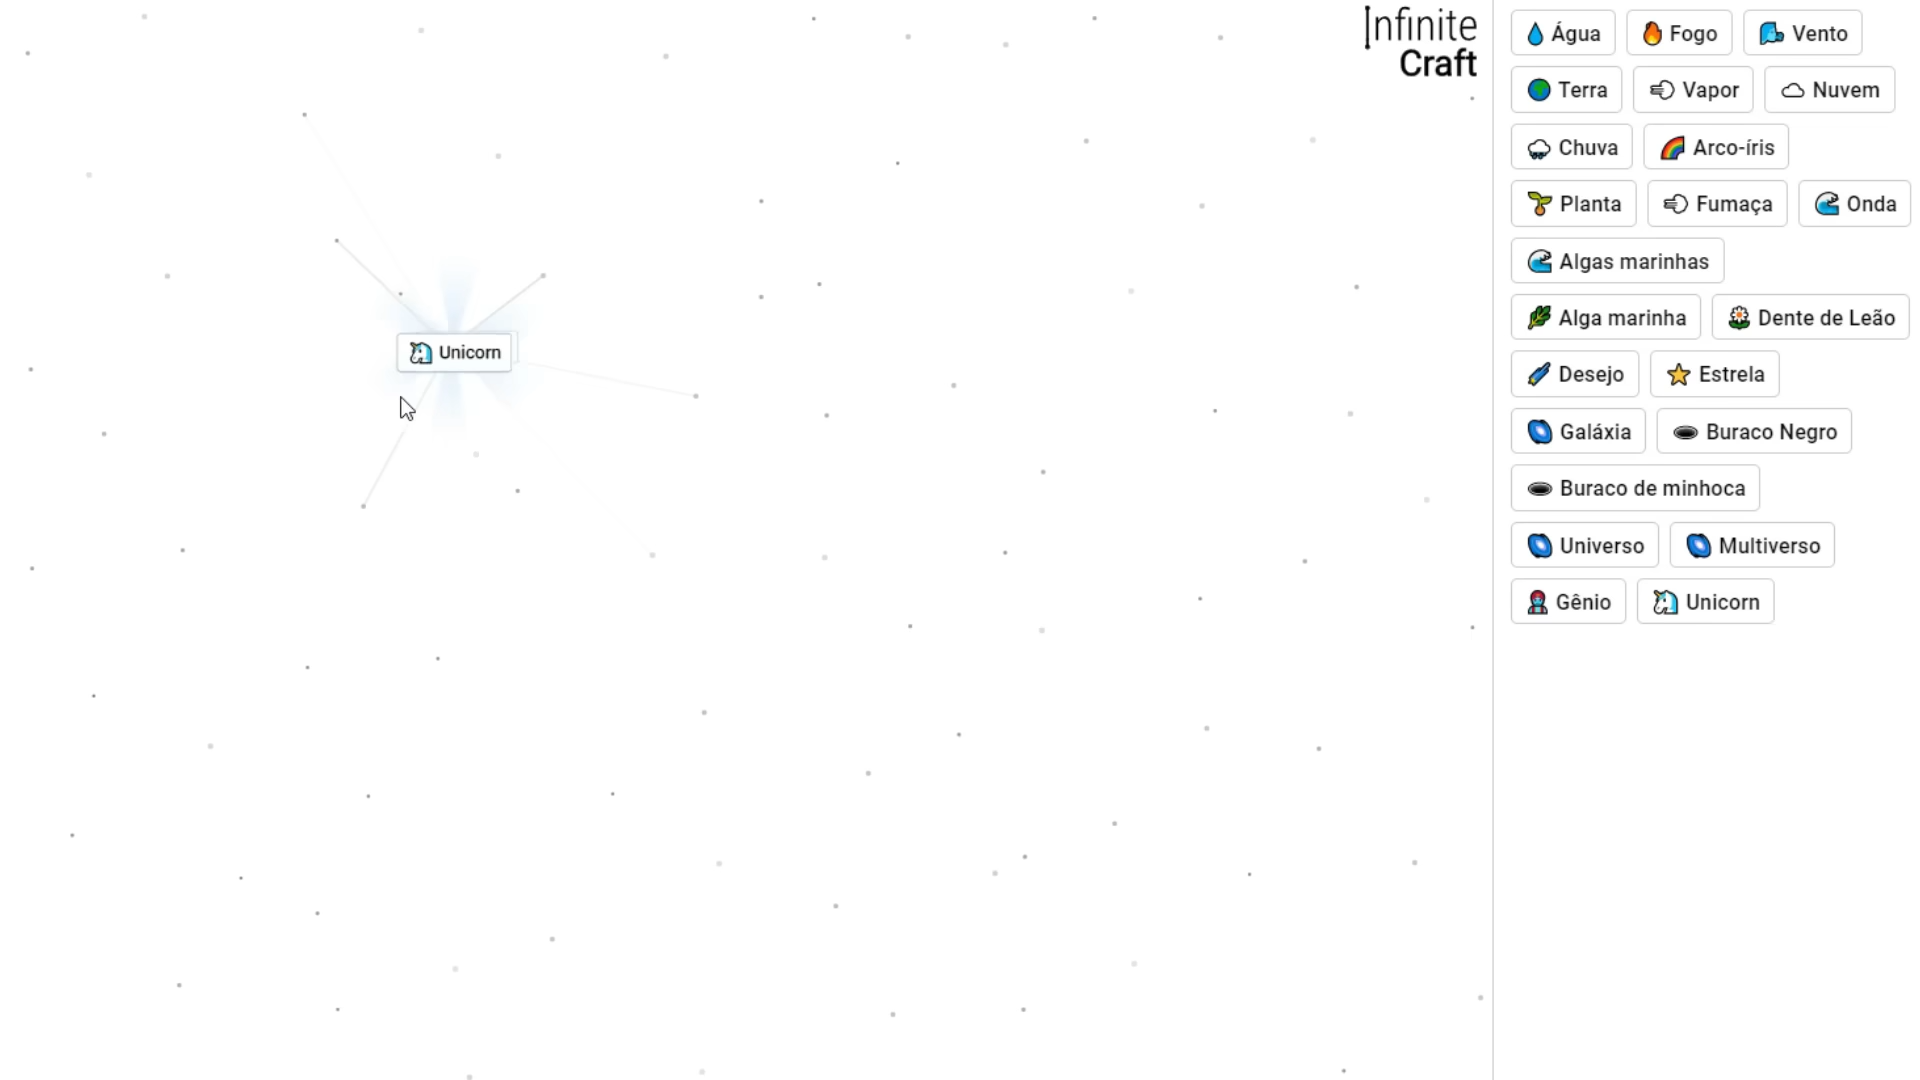 Infinite
Craft
Unicorn
Água Fogo Vento
Terra Vapor Nuvem
Chuva Arco-íris
Planta Fumaça Onda
Algas marinhas
Alga marinha Dente de Leão
Desejo Estrela
Galáxia Buraco Negro
Buraco de minhoca
Universo Multiverso
Gênio Unicorn